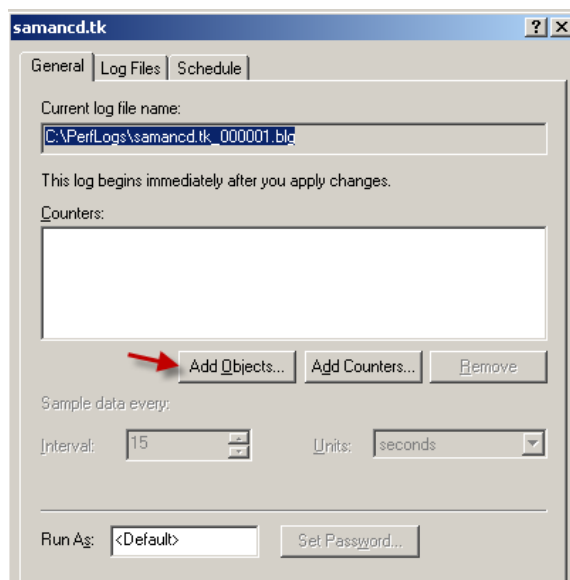 samancd.tk
General Log Files Schedule
Current log file name:
C:\PerfLogs\samancd.tk_000001.blg
This log begins immediately after you apply changes.
Counters:
Add Objects... Add Counters... Remove
Sample data every:
Interval: 15 Units: seconds
Run As: <Default> Set Password...